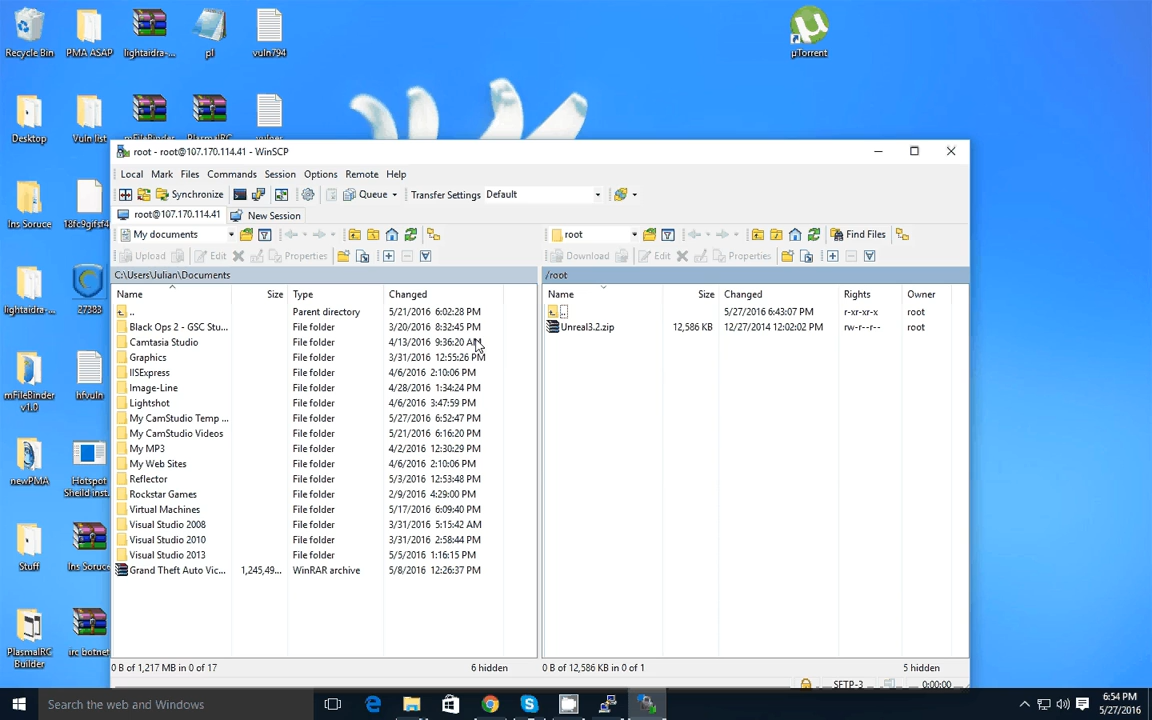 Recycle Bin
PMA ASAP
lightaidra-...
pl
vuln794
µTorrent
Desktop
Vuln list
mFileBinder
PlasmaIRC
vulner
Ins Soruce
18fc9gifsf4
lightaidra-...
27383
mFileBinder
v1.0
hfvuln
newPMA
Hotspot
Sheild inst...
Stuff
Ins Soruce
PlasmaIRC
Builder
irc botnet
root - root@107.170.114.41 - WinSCP
Local Mark Files Commands Session Options Remote Help
Synchronize Queue Transfer Settings Default
root@107.170.114.41 New Session
My documents
root Find Files
Upload Edit Properties
Download Edit Properties
C:\Users\Julian\Documents
/root
Name Size Type Changed
.. Parent directory 5/21/2016 6:02:28 PM
Black Ops 2 - GSC Stu... File folder 3/20/2016 8:32:45 PM
Camtasia Studio File folder 4/13/2016 9:36:20 AM
Graphics File folder 3/31/2016 12:55:26 PM
IISExpress File folder 4/6/2016 2:10:06 PM
Image-Line File folder 4/28/2016 1:34:24 PM
Lightshot File folder 4/6/2016 3:47:59 PM
My CamStudio Temp ... File folder 5/27/2016 6:52:47 PM
My CamStudio Videos File folder 5/21/2016 6:16:20 PM
My MP3 File folder 4/2/2016 12:30:29 PM
My Web Sites File folder 4/6/2016 2:10:06 PM
Reflector File folder 5/3/2016 12:53:48 PM
Rockstar Games File folder 2/9/2016 4:29:00 PM
Virtual Machines File folder 5/17/2016 6:09:40 PM
Visual Studio 2008 File folder 3/31/2016 5:15:42 AM
Visual Studio 2010 File folder 3/31/2016 2:58:44 PM
Visual Studio 2013 File folder 5/5/2016 1:16:15 PM
Grand Theft Auto Vic... 1,245,49... WinRAR archive 5/8/2016 12:26:37 PM
Name Size Changed Rights Owner
.. 5/27/2016 6:43:07 PM r-xr-xr-x root
Unreal3.2.zip 12,586 KB 12/27/2014 12:02:02 PM rw-r--r-- root
0 B of 1,217 MB in 0 of 17 6 hidden
0 B of 12,586 KB in 0 of 1 5 hidden
SFTP-3 0:00:00
Search the web and Windows
6:54 PM
5/27/2016